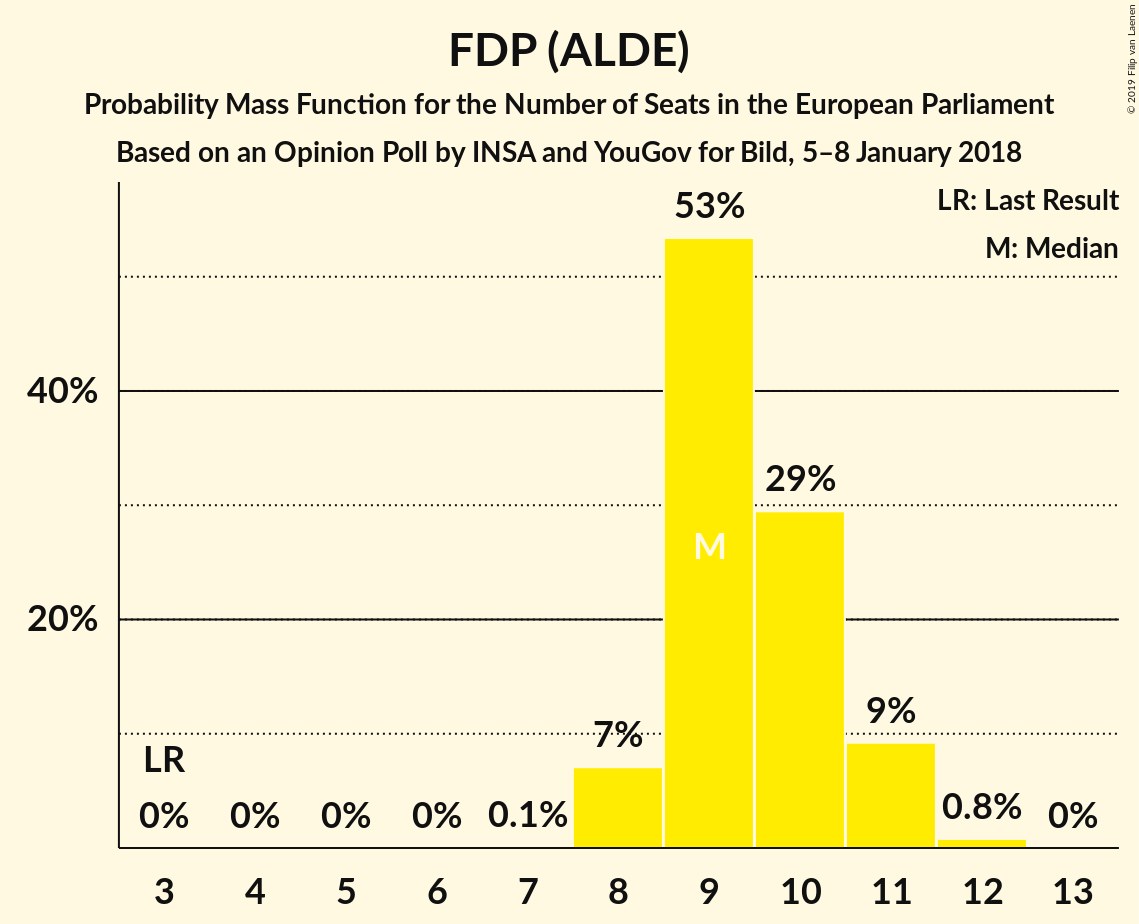 FDP (ALDE)
Probability Mass Function for the Number of Seats in the European Parliament
Based on an Opinion Poll by INSA and YouGov for Bild, 5–8 January 2018
© 2019 Filip van Laenen
LR: Last Result
M: Median
53%
40%
29%
M
20%
9%
7%
LR
0% 0% 0% 0% 0.1% 0.8% 0%
3 4 5 6 7 8 9 10 11 12 13